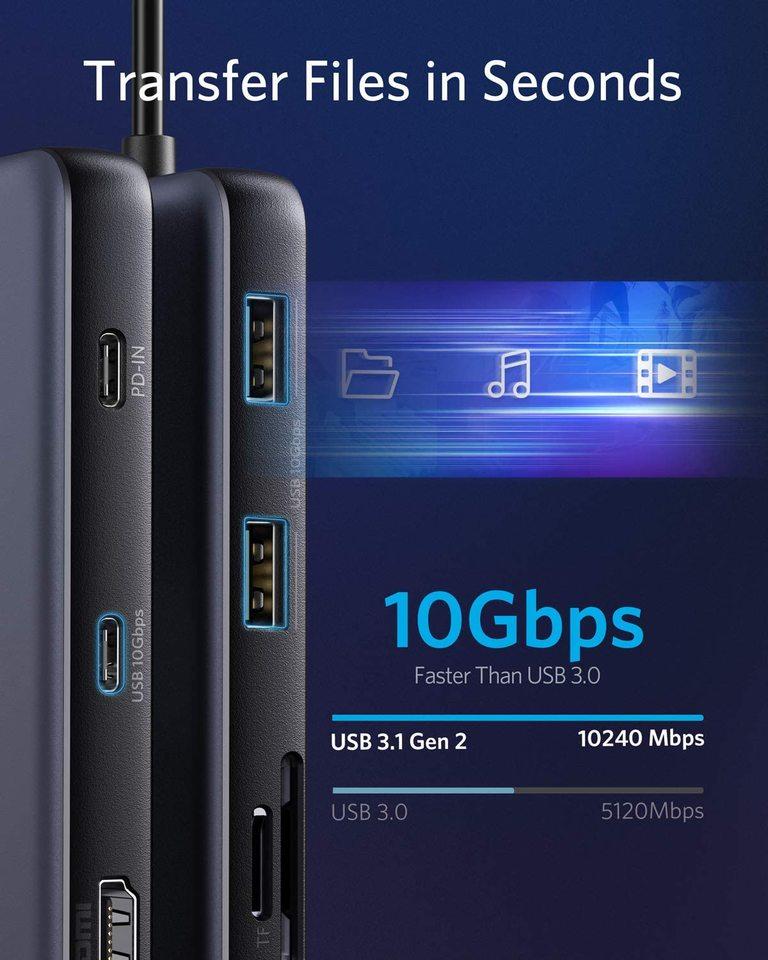 Transfer Files in Seconds
PD-IN
USB 10Gbps
USB 10Gbps
10Gbps
Faster Than USB 3.0
USB 3.1 Gen 2 10240 Mbps
USB 3.0 5120Mbps
TF